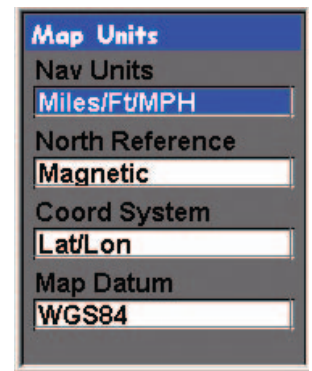 Map Units
Nav Units
Miles/Ft/MPH
North Reference
Magnetic
Coord System
Lat/Lon
Map Datum
WGS84